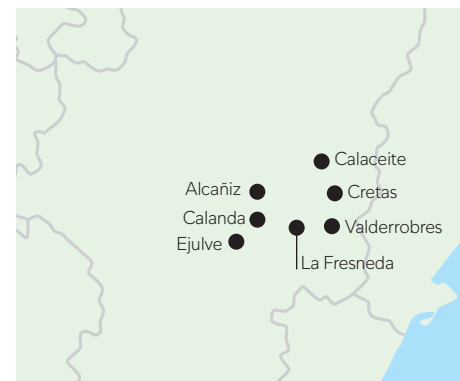 Calaceite
Alcañiz
Cretas
Calanda
Valderrobres
Ejulve
La Fresneda